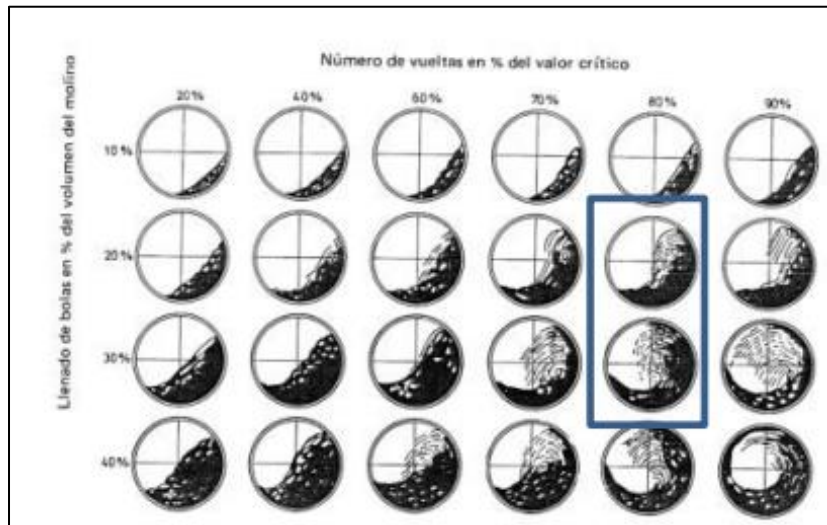 Número de vueltas en % del valor crítico
20% 40% 60% 70% 80% 90%
Llenado de bolas en % del volumen del molino
10%
20%
30%
40%